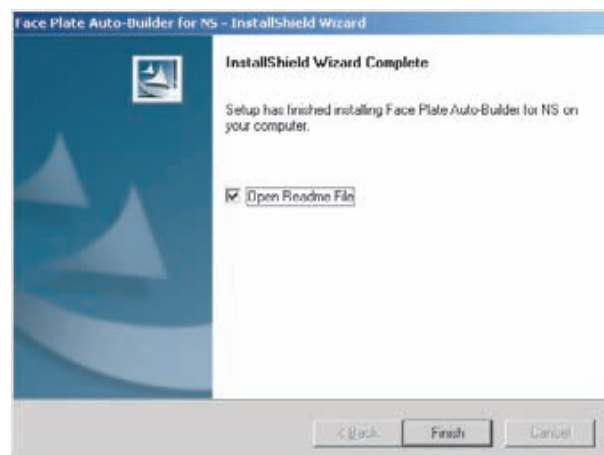 Face Plate Auto-Builder for NS - InstallShield Wizard
InstallShield Wizard Complete
Setup has finished installing Face Plate Auto-Builder for NS on
your computer.
Open Readme File
< Back
Finish
Cancel